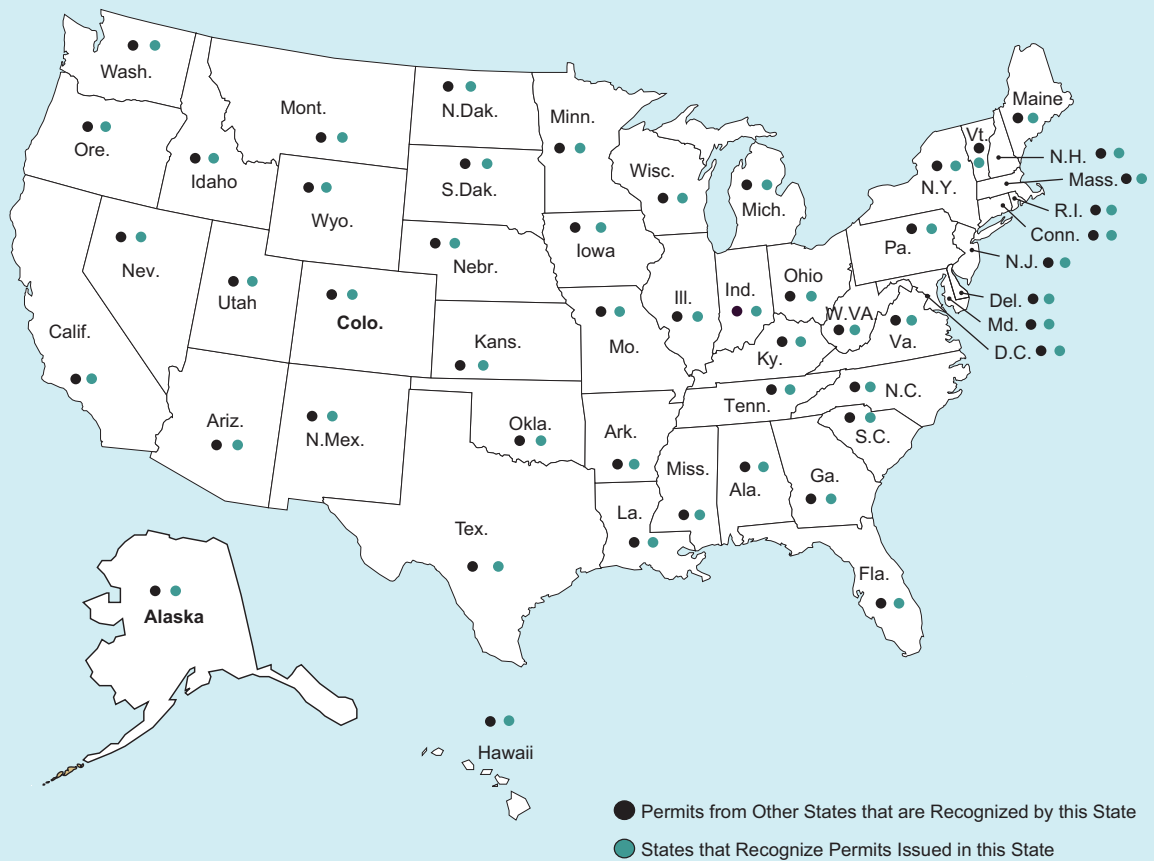 Wash.
Mont.
N.Dak.
Minn.
Maine
Vt.
Ore.
Idaho
S.Dak.
Wisc.
Mich.
N.Y.
N.H.
Mass.
R.I.
Conn.
Wyo.
Nev.
Nebr.
Iowa
Pa.
N.J.
Utah
Colo.
Ill.
Ind.
Ohio
W.VA
Del.
Md.
D.C.
Calif.
Kans.
Mo.
Ky.
Va.
Ariz.
N.Mex.
Okla.
Ark.
Tenn.
N.C.
S.C.
Tex.
La.
Miss.
Ala.
Ga.
Fla.
Alaska
Hawaii
Permits from Other States that are Recognized by this State
States that Recognize Permits Issued in this State